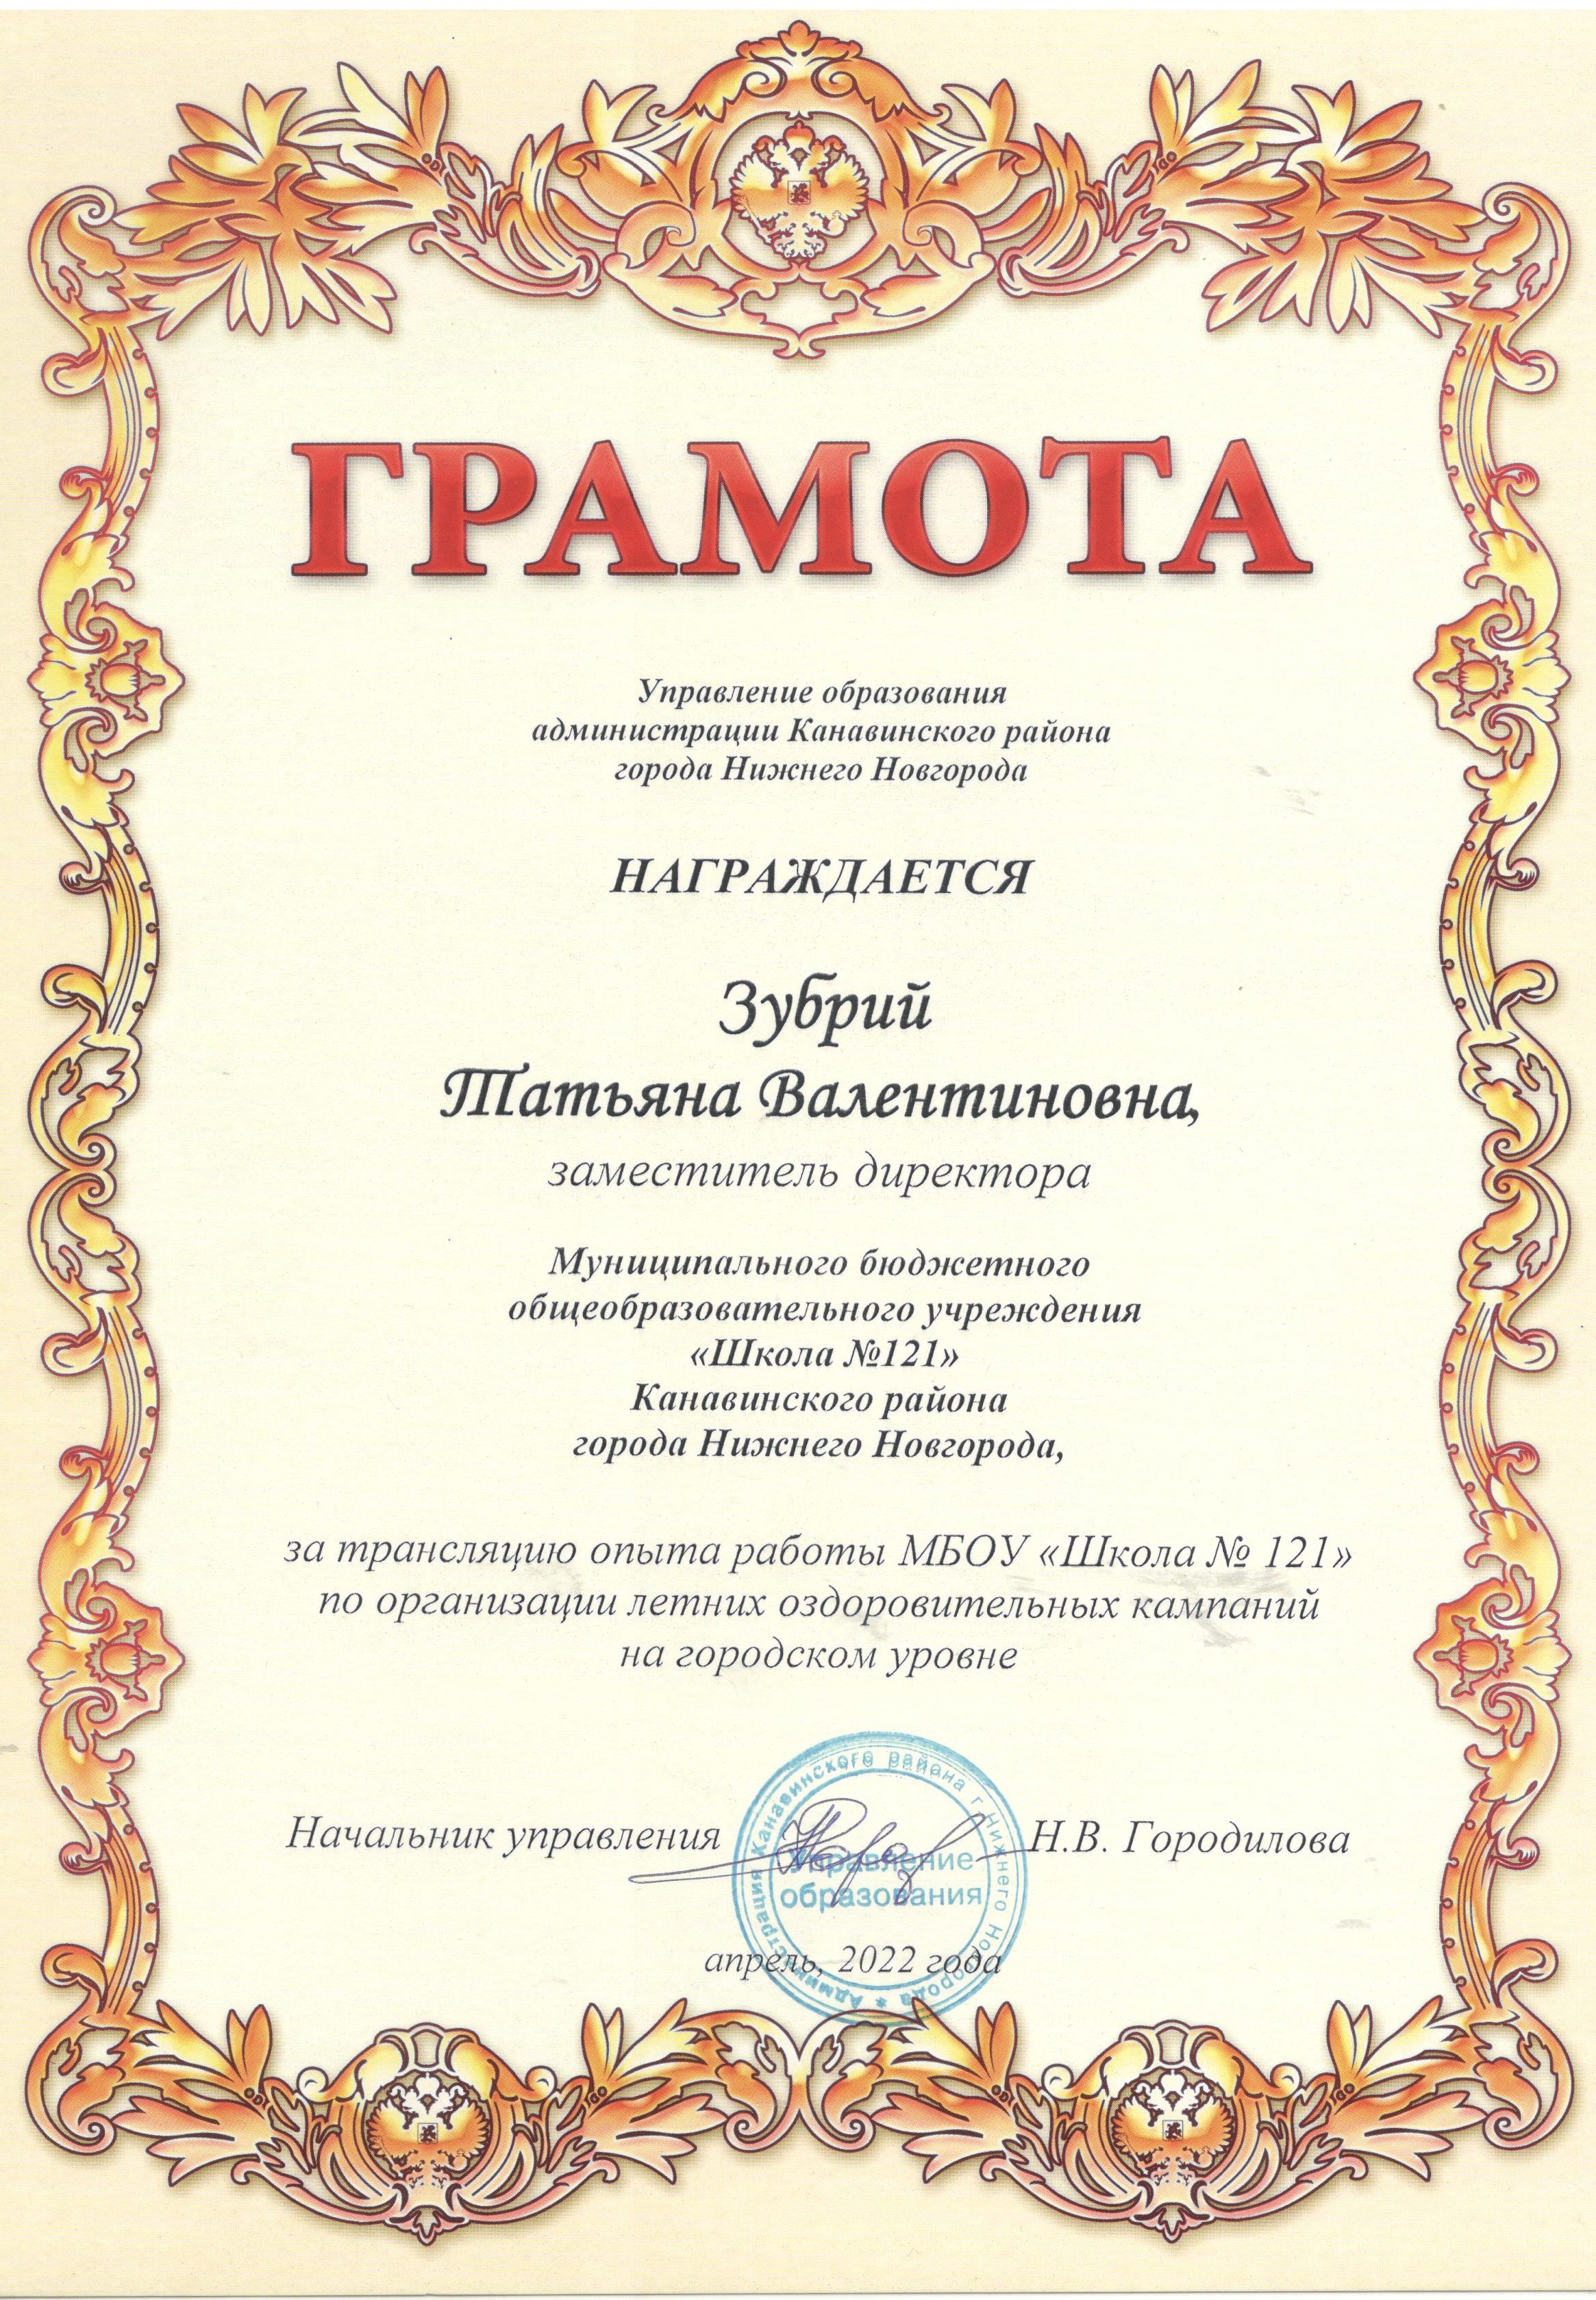 ГРАМОТА
Управление образования
администрации Канавинского района
города Нижнего Новгорода
НАГРАЖДАЕТСЯ
Зубрий
Татьяна Валентиновна,
заместитель директора
Муниципального бюджетного
общеобразовательного учреждения
«Школа №121»
Канавинского района
города Нижнего Новгорода,
за трансляцию опыта работы МБОУ «Школа № 121»
по организации летних оздоровительных кампаний
на городском уровне
Начальник управления Н.В. Городилова
Администрация Канавинского района г. Нижнего Новгорода *
Управление
образования
апрель, 2022 года